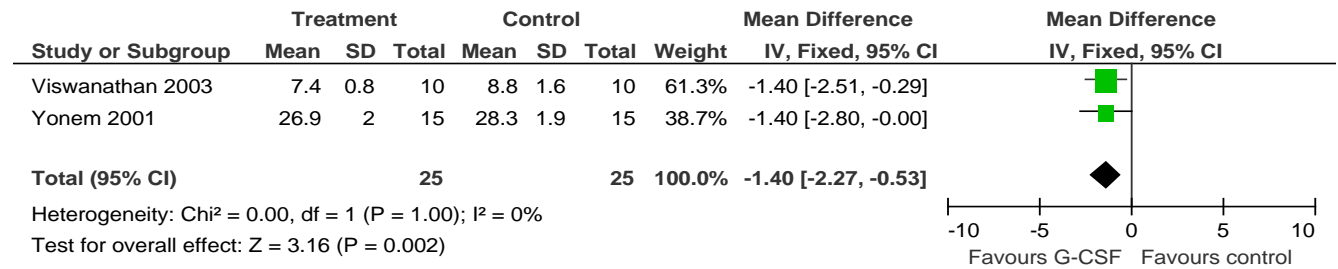 Treatment Control Mean Difference Mean Difference
Study or Subgroup Mean SD Total Mean SD Total Weight IV, Fixed, 95% CI IV, Fixed, 95% CI
Viswanathan 2003 7.4 0.8 10 8.8 1.6 10 61.3% -1.40 [-2.51, -0.29]
Yonem 2001 26.9 2 15 28.3 1.9 15 38.7% -1.40 [-2.80, -0.00]
Total (95% CI) 25 25 100.0% -1.40 [-2.27, -0.53]
Heterogeneity: Chi² = 0.00, df = 1 (P = 1.00); I² = 0%
Test for overall effect: Z = 3.16 (P = 0.002)
-10 -5 0 5 10
Favours G-CSF Favours control